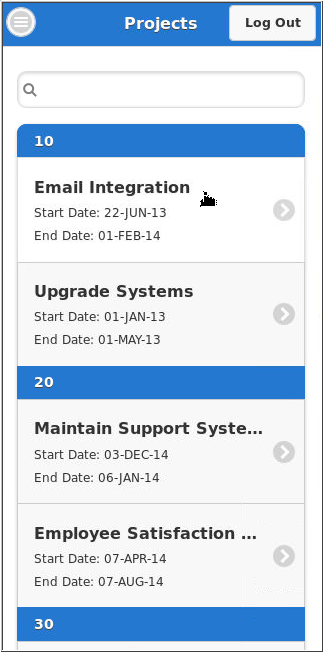 Projects
Log Out
10
Email Integration
Start Date: 22-JUN-13
End Date: 01-FEB-14
Upgrade Systems
Start Date: 01-JAN-13
End Date: 01-MAY-13
20
Maintain Support Syste...
Start Date: 03-DEC-14
End Date: 06-JAN-14
Employee Satisfaction ...
Start Date: 07-APR-14
End Date: 07-AUG-14
30